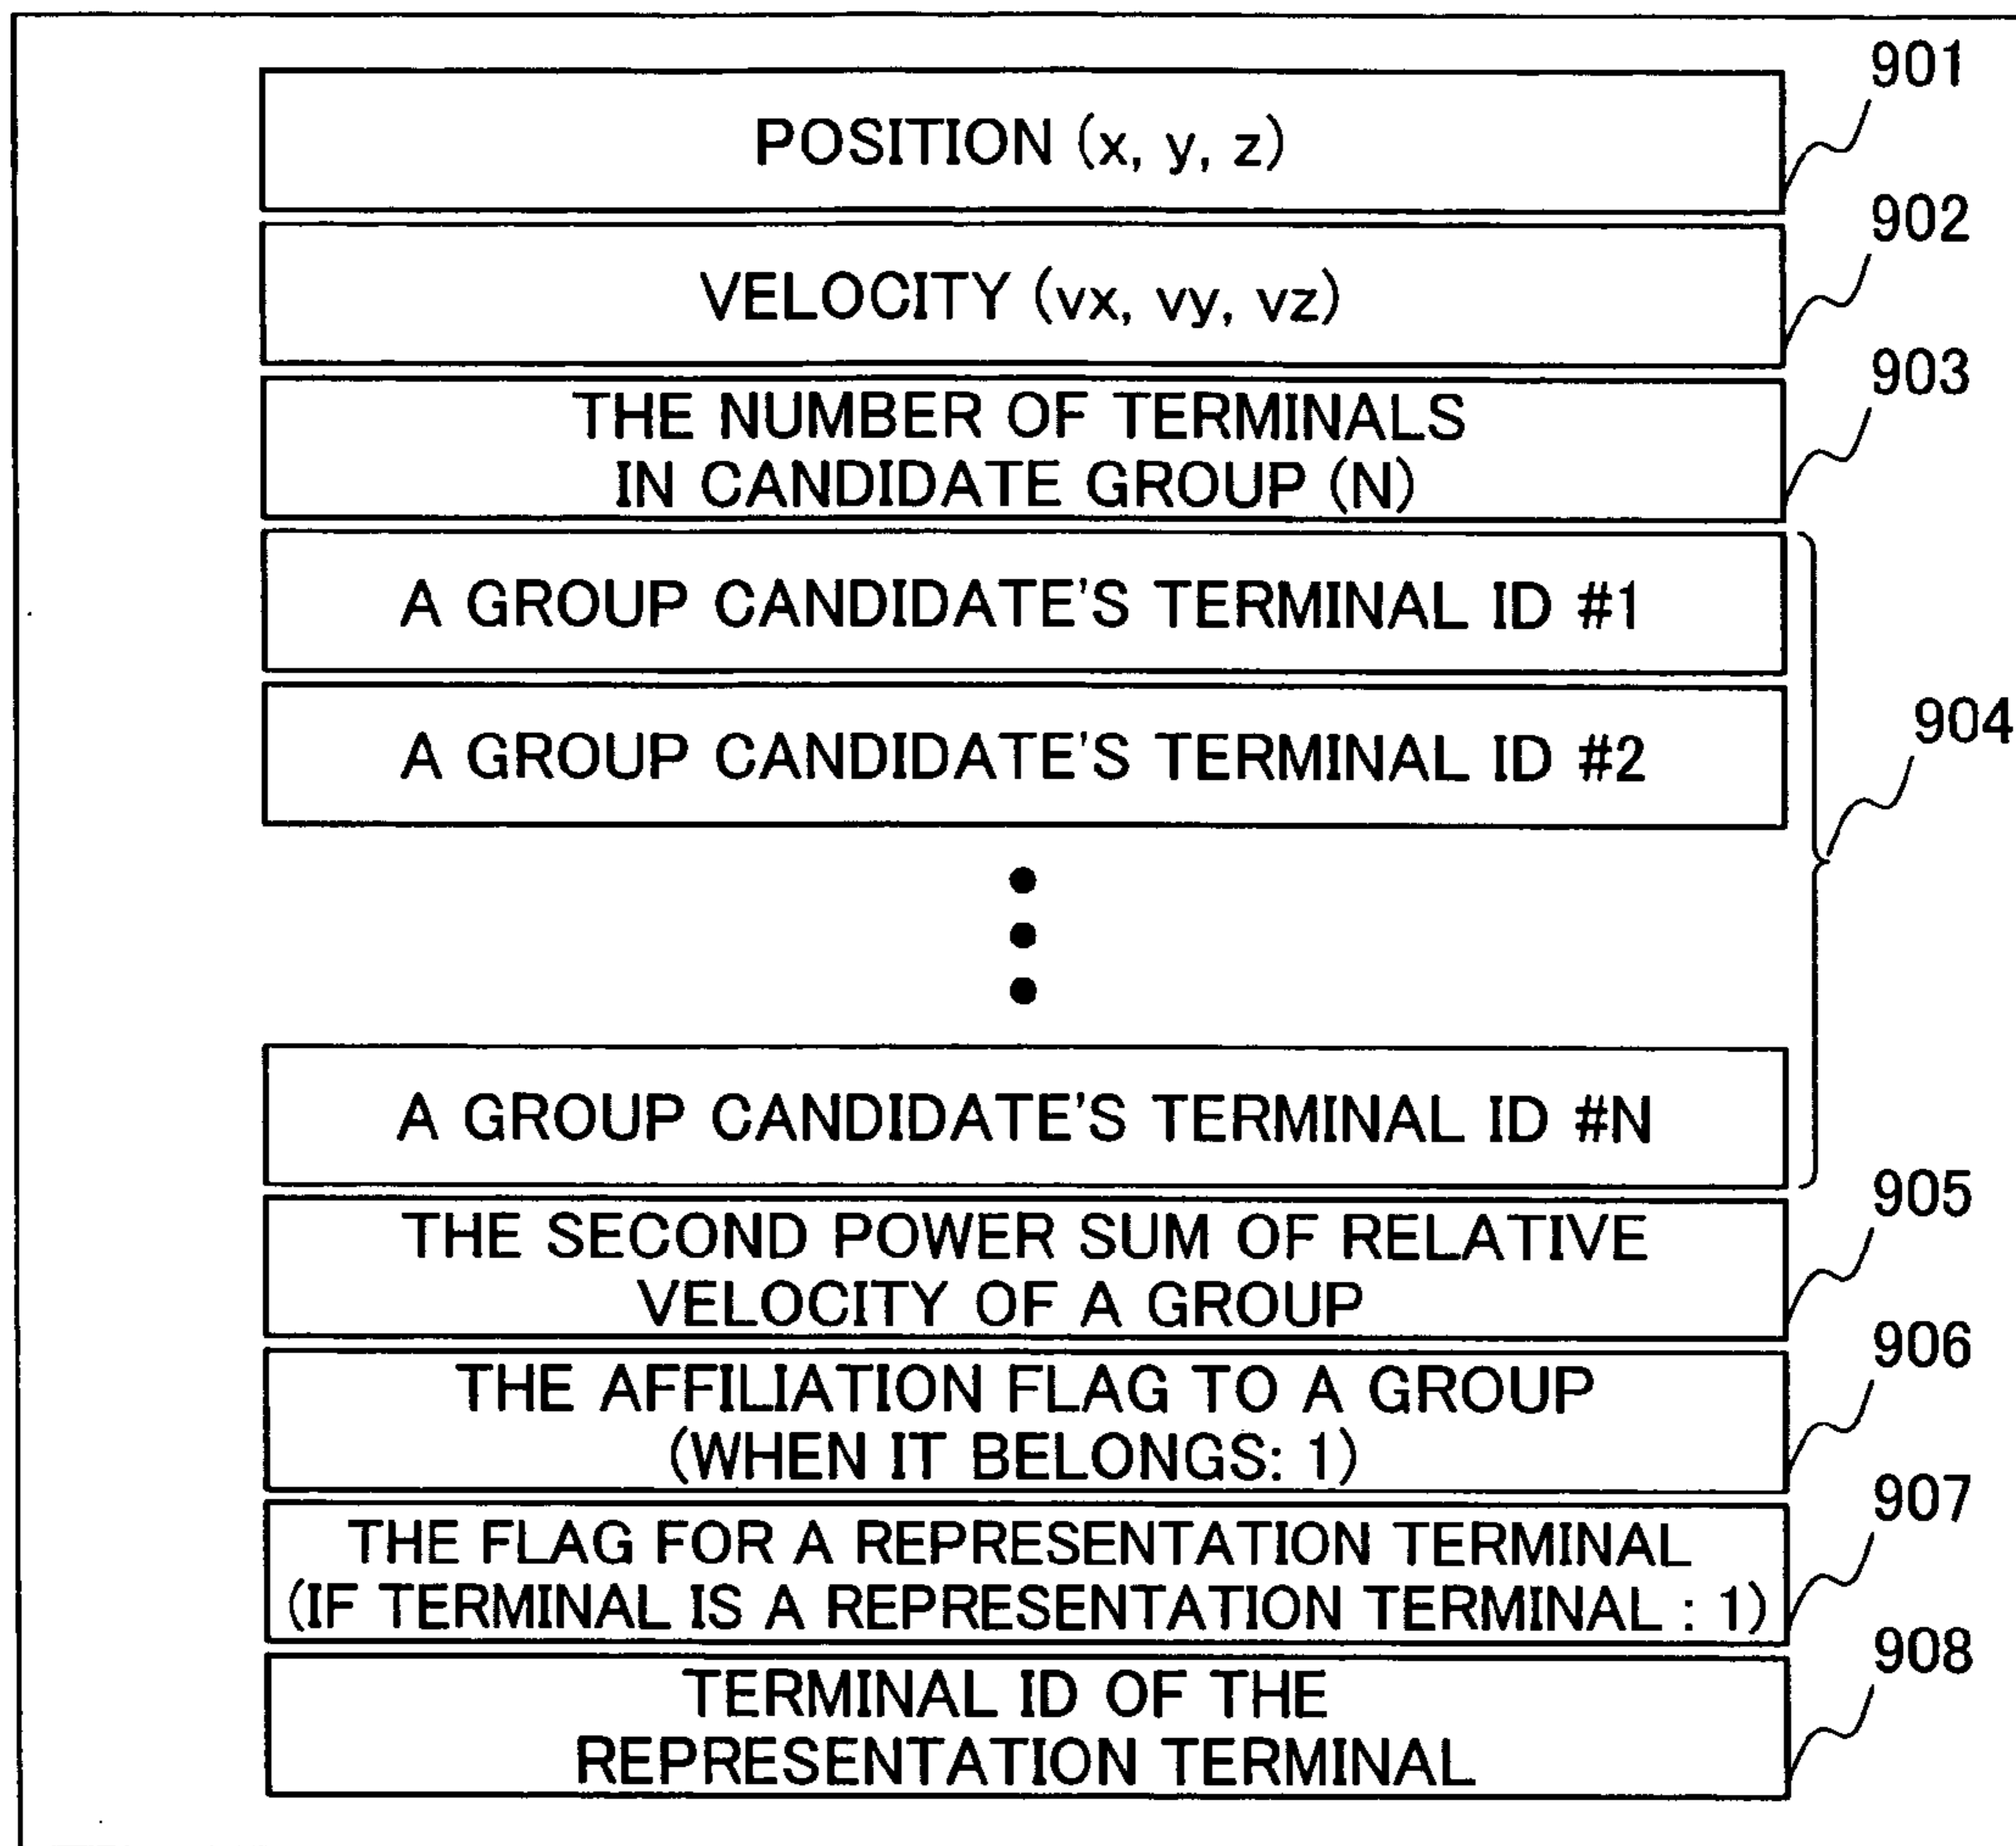 POSITION (x, y, z)
901
VELOCITY (vx, vy, vz)
902
THE NUMBER OF TERMINALS
IN CANDIDATE GROUP (N)
903
A GROUP CANDIDATE'S TERMINAL ID #1
A GROUP CANDIDATE'S TERMINAL ID #2
904
A GROUP CANDIDATE'S TERMINAL ID #N
THE SECOND POWER SUM OF RELATIVE
VELOCITY OF A GROUP
905
THE AFFILIATION FLAG TO A GROUP
(WHEN IT BELONGS: 1)
906
THE FLAG FOR A REPRESENTATION TERMINAL
(IF TERMINAL IS A REPRESENTATION TERMINAL : 1)
907
TERMINAL ID OF THE
REPRESENTATION TERMINAL
908